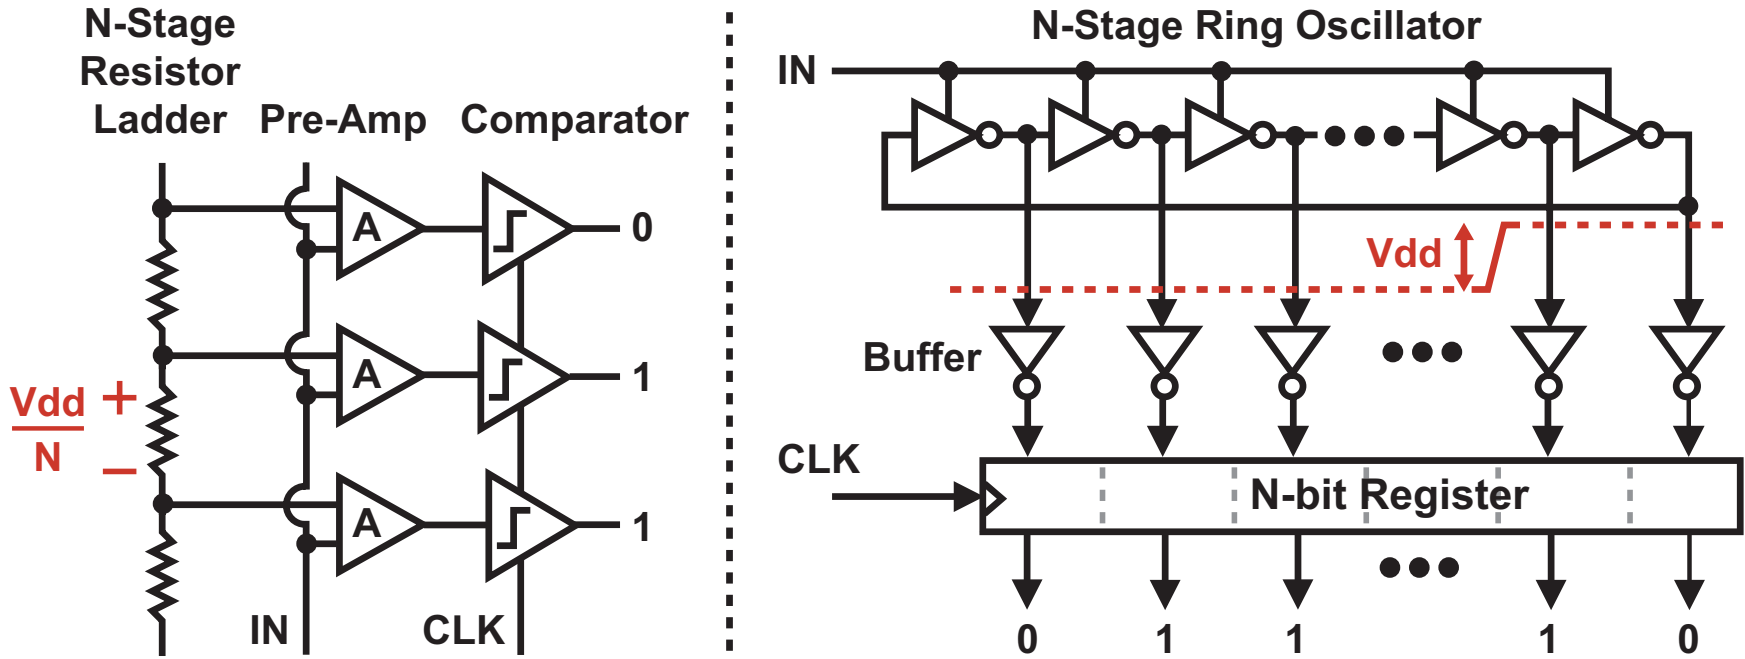 N-Stage
Resistor
Ladder
Pre-Amp
Comparator
A
0
A
1
Vdd
N
+
−
A
1
IN
CLK
N-Stage Ring Oscillator
IN
Vdd
Buffer
CLK
N-bit Register
0 1 1 1 0